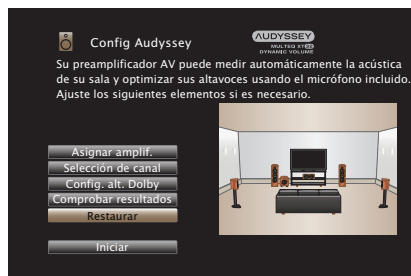 Config Audyssey
AUDYSSEY
MULTEQ XT32
DYNAMIC VOLUME
Su preamplificador AV puede medir automáticamente la acústica
de su sala y optimizar sus altavoces usando el micrófono incluido.
Ajuste los siguientes elementos si es necesario.
Asignar amplif.
Selección de canal
Config. alt. Dolby
Comprobar resultados
Restaurar
Iniciar